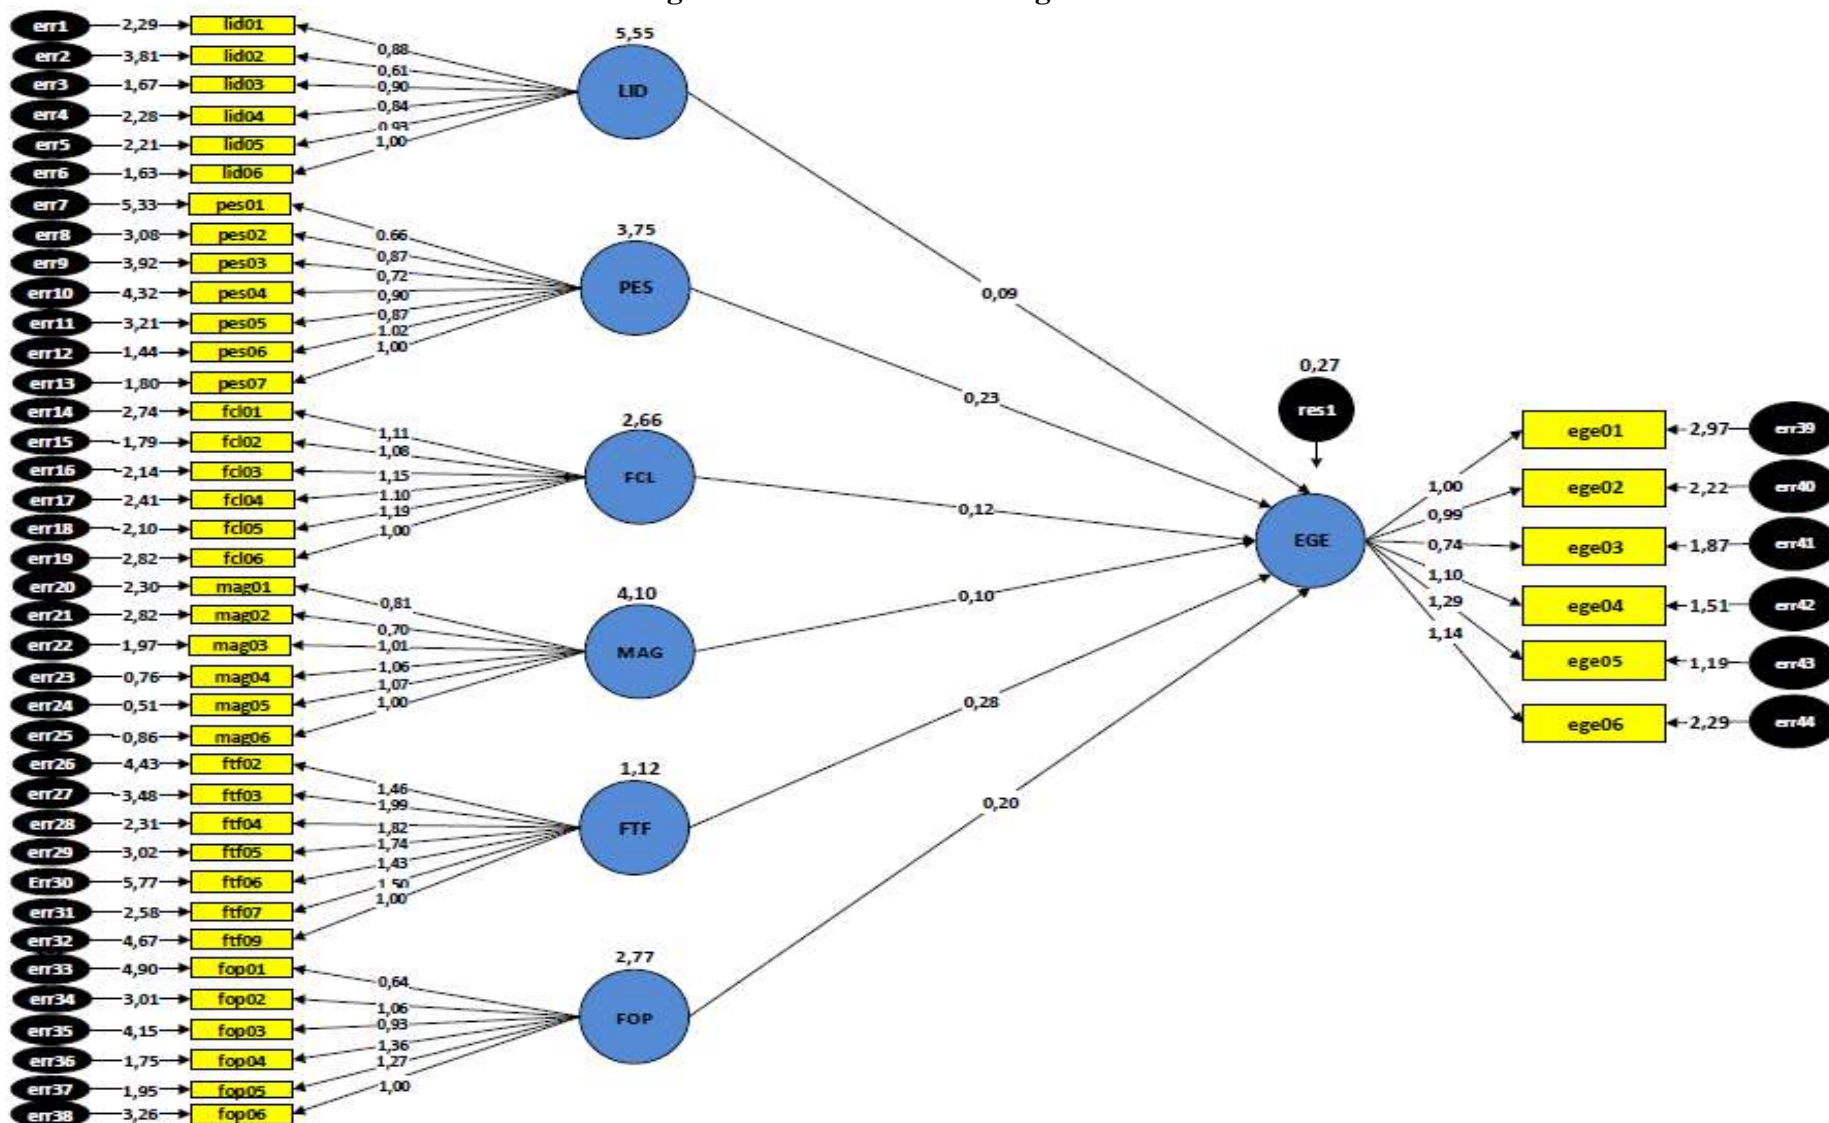 err1 2,29 lid01
err2 3,81 lid02
err3 1,67 lid03
err4 2,28 lid04
err5 2,21 lid05
err6 1,63 lid06
0,88
0,61
0,90
0,84
0,93
1,00
5,55
LID
0,09
err7 5,33 pes01
err8 3,08 pes02
err9 3,92 pes03
err10 4,32 pes04
err11 3,21 pes05
err12 1,44 pes06
err13 1,80 pes07
0.66
0,87
0,72
0,90
0,87
1.02
1,00
3,75
PES
0,23
err14 2,74 fcl01
err15 1,79 fcl02
err16 2,14 fcl03
err17 2,41 fcl04
err18 2,10 fcl05
err19 2,82 fcl06
1,11
1,08
1,15
1,10
1,19
1,00
2,66
FCL
0,12
err20 2,30 mag01
err21 2,82 mag02
err22 1,97 mag03
err23 0,76 mag04
err24 0,51 mag05
err25 0,86 mag06
0,81
0,70
1,01
1,06
1,07
1,00
4,10
MAG
0,10
err26 4,43 ftf02
err27 3,48 ftf03
err28 2,31 ftf04
err29 3,02 ftf05
Err30 5,77 ftf06
err31 2,58 ftf07
err32 4,67 ftf09
1,46
1,99
1,82
1,74
1,43
1,50
1,00
1,12
FTF
0,28
err33 4,90 fop01
err34 3,01 fop02
err35 4,15 fop03
err36 1,75 fop04
err37 1,95 fop05
err38 3,26 fop06
0,64
1,06
0,93
1,36
1,27
1,00
2,77
FOP
0,20
0,27
res1
EGE
1,00
0,99
0,74
1,10
1,29
1,14
ege01 2,97 err39
ege02 2,22 err40
ege03 1,87 err41
ege04 1,51 err42
ege05 1,19 err43
ege06 2,29 err44